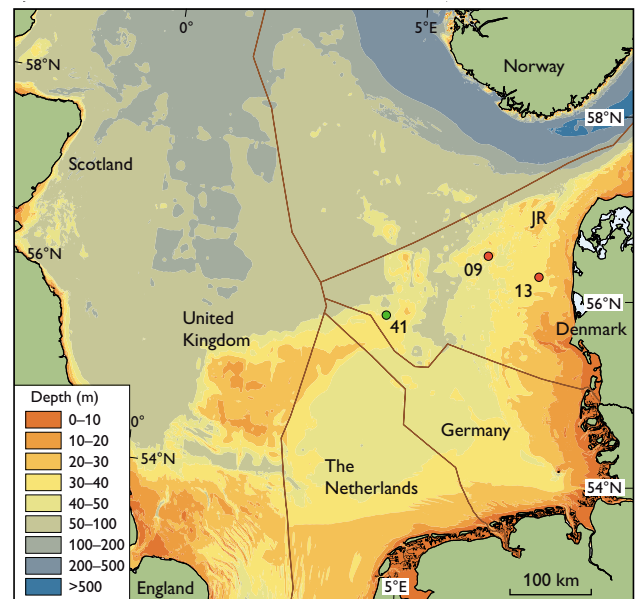 0°
5°E
58°N
Norway
58°N
Scotland
JR
56°N
09
13
56°N
United
Kingdom
41
Denmark
Depth (m)
0–10
10–20
20–30
30–40
40–50
50–100
100–200
200–500
>500
0°
54°N
Germany
The
Netherlands
54°N
England
5°E
100 km